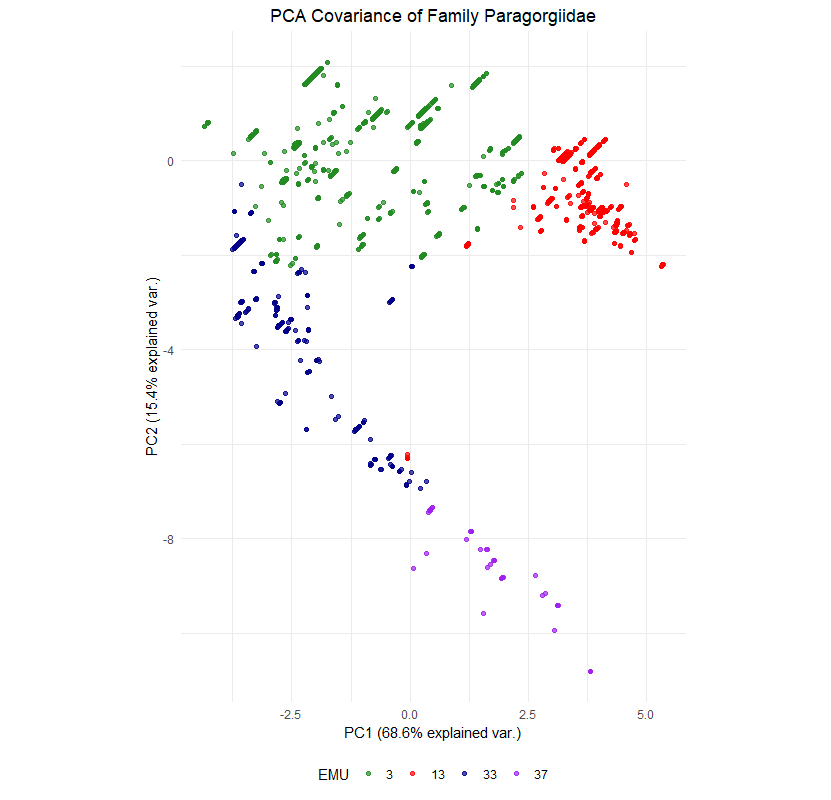 PCA Covariance of Family Paragorgiidae
PC2 (15.4% explained var.)
0
-4
-8
-2.5 0.0 2.5 5.0
PC1 (68.6% explained var.)
EMU 3 13 33 37